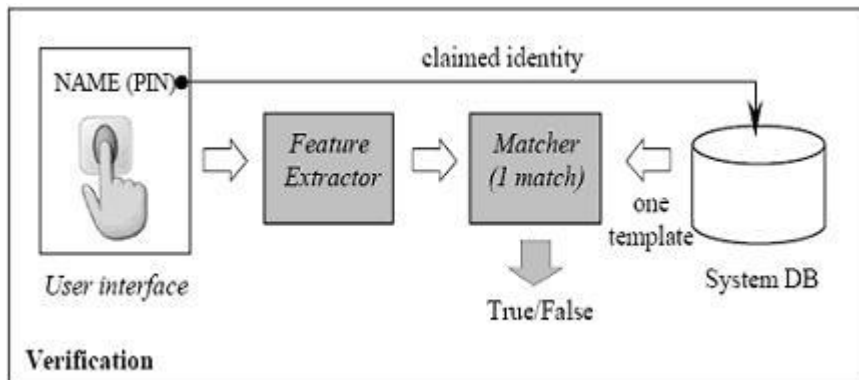 claimed identity
NAME (PIN)
Feature
Extractor
Matcher
(1 match)
one
template
User interface
System DB
True/False
Verification